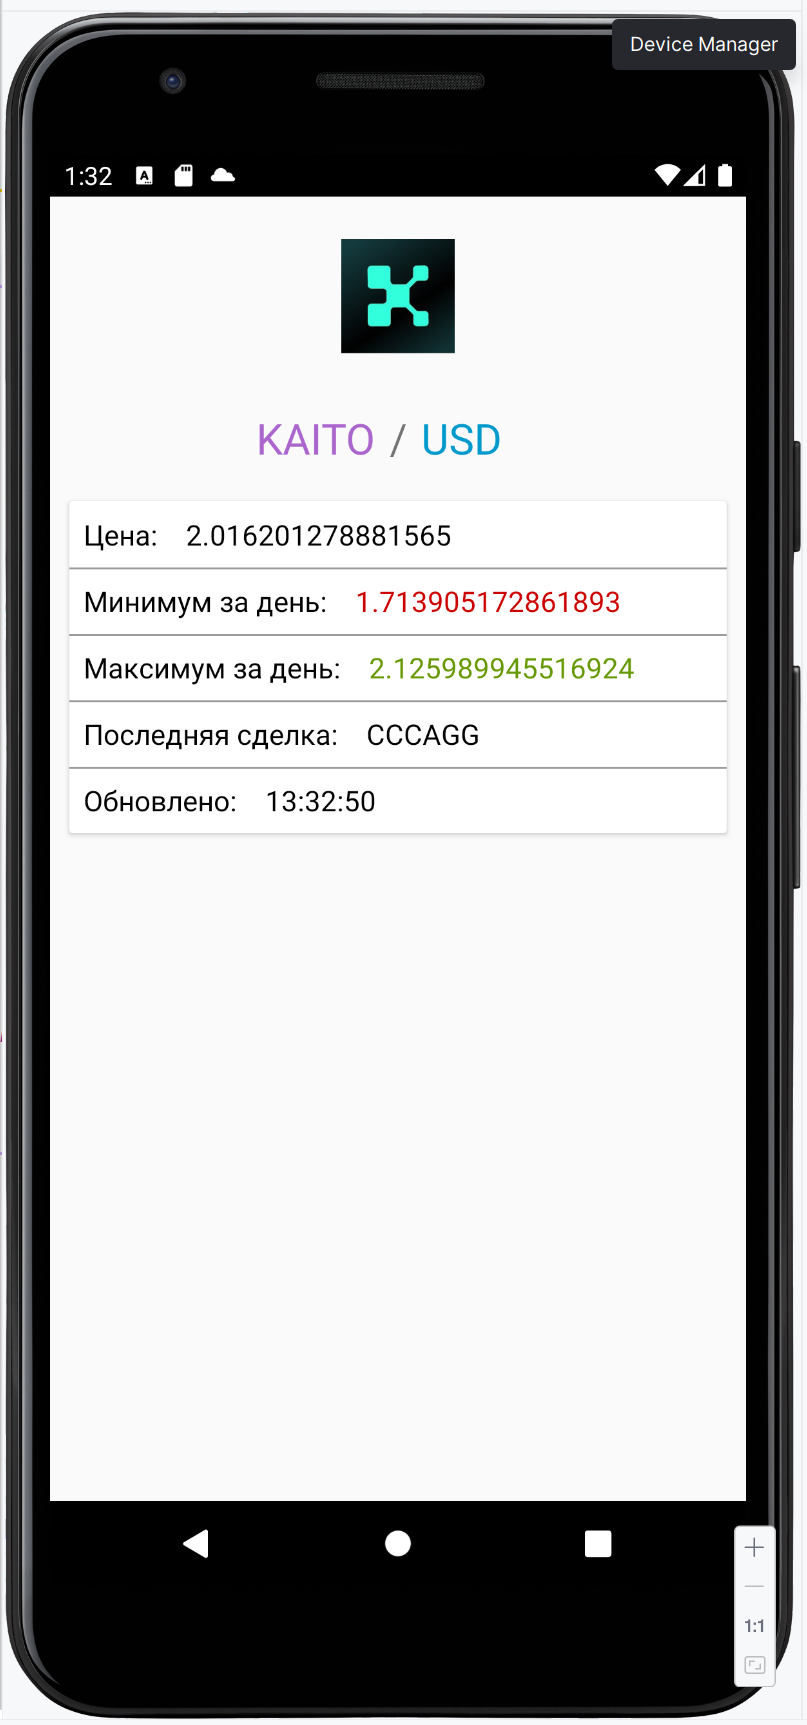 Device Manager
1:32
KAITO / USD
Цена: 2.016201278881565
Минимум за день: 1.713905172861893
Максимум за день: 2.125989945516924
Последняя сделка: CCCAGG
Обновлено: 13:32:50
1:1